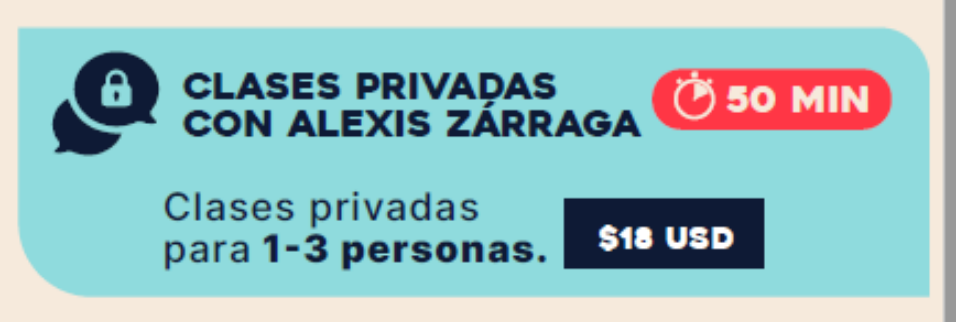 CLASES PRIVADAS
CON ALEXIS ZÁRRAGA
50 MIN
Clases privadas
para 1-3 personas.
$18 USD